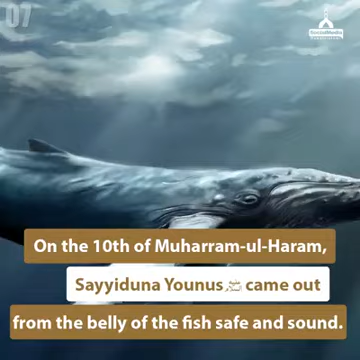 07
SocialMedia
On the 10th of Muharram-ul-Haram,
Sayyiduna Younus came out
from the belly of the fish safe and sound.